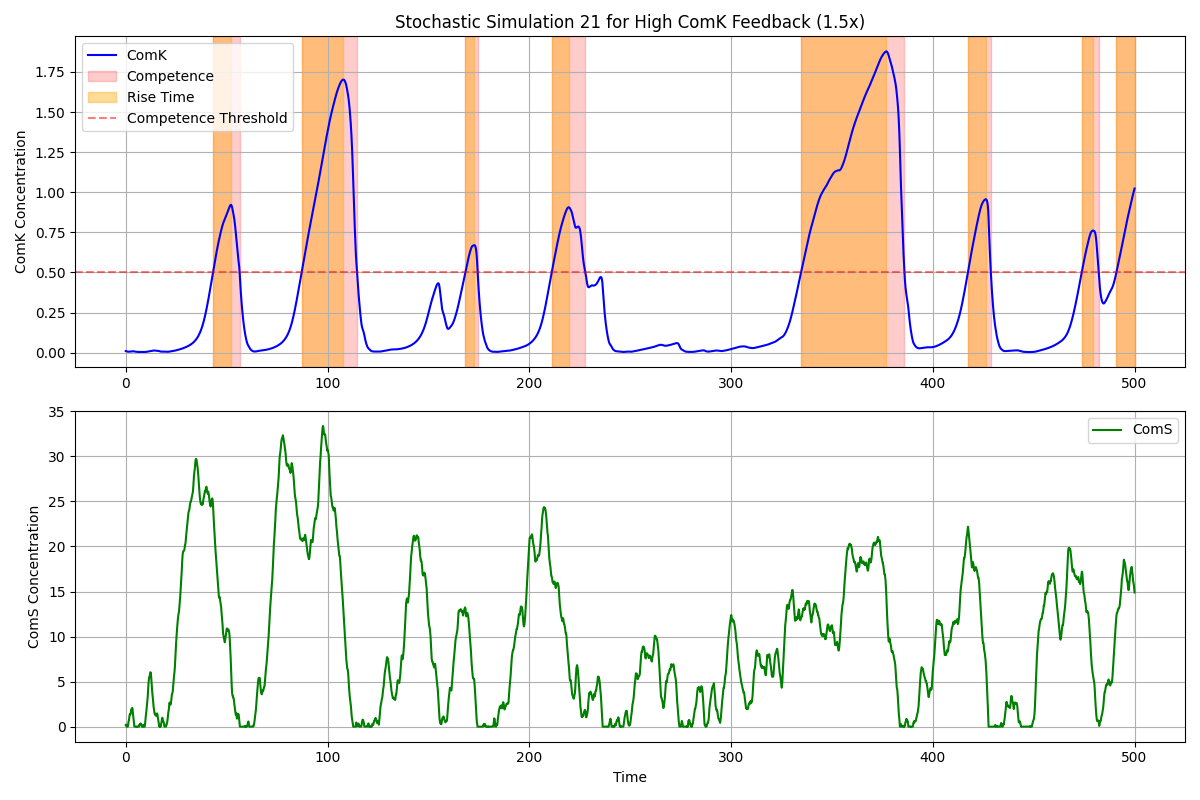 Stochastic Simulation 21 for High ComK Feedback (1.5x)
ComK
Competence
Rise Time
Competence Threshold
ComK Concentration
1.75
1.50
1.25
1.00
0.75
0.50
0.25
0.00
0 100 200 300 400 500
ComS
ComS Concentration
35
30
25
20
15
10
5
0
0 100 200 300 400 500
Time